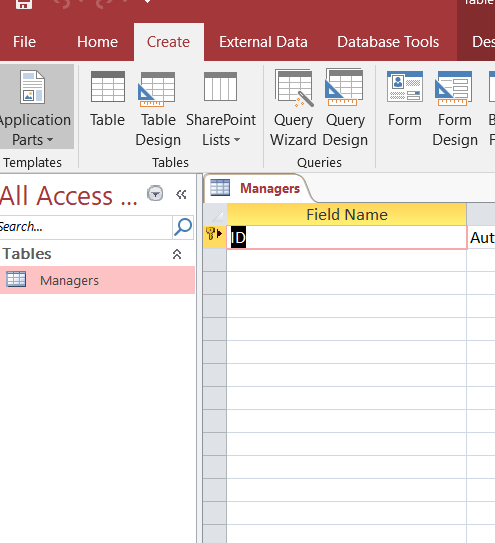 Table
File Home Create External Data Database Tools Des
Application Parts
Table
Table Design
SharePoint Lists
Query Wizard
Query Design
Form
Form Design
B
F
Templates
Tables
Queries
All Access ...
Search...
Tables
Managers
Managers
Field Name
ID
Aut